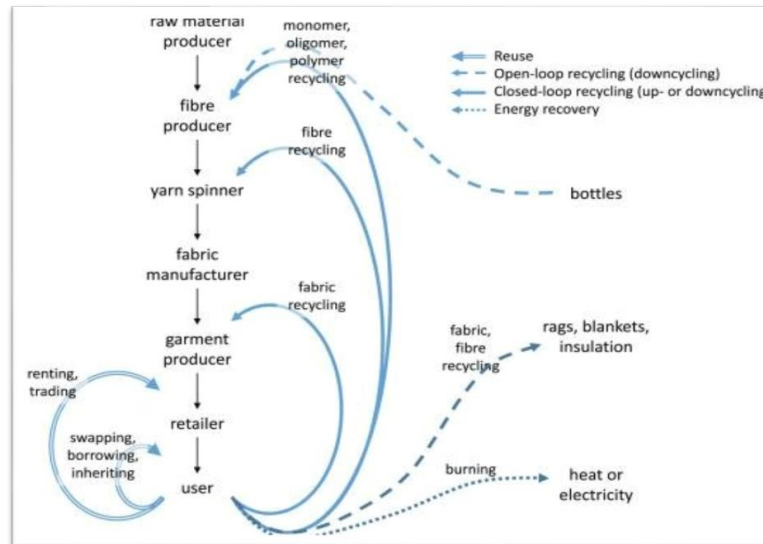 raw material
producer
monomer,
oligomer,
polymer
recycling
Reuse
Open-loop recycling (downcycling)
Closed-loop recycling (up- or downcycling
Energy recovery
fibre
producer
fibre
recycling
yarn spinner
bottles
fabric
manufacturer
fabric
recycling
garment
producer
fabric,
fibre
recycling
rags, blankets,
insulation
renting,
trading
retailer
swapping,
borrowing,
inheriting
user
burning
heat or
electricity